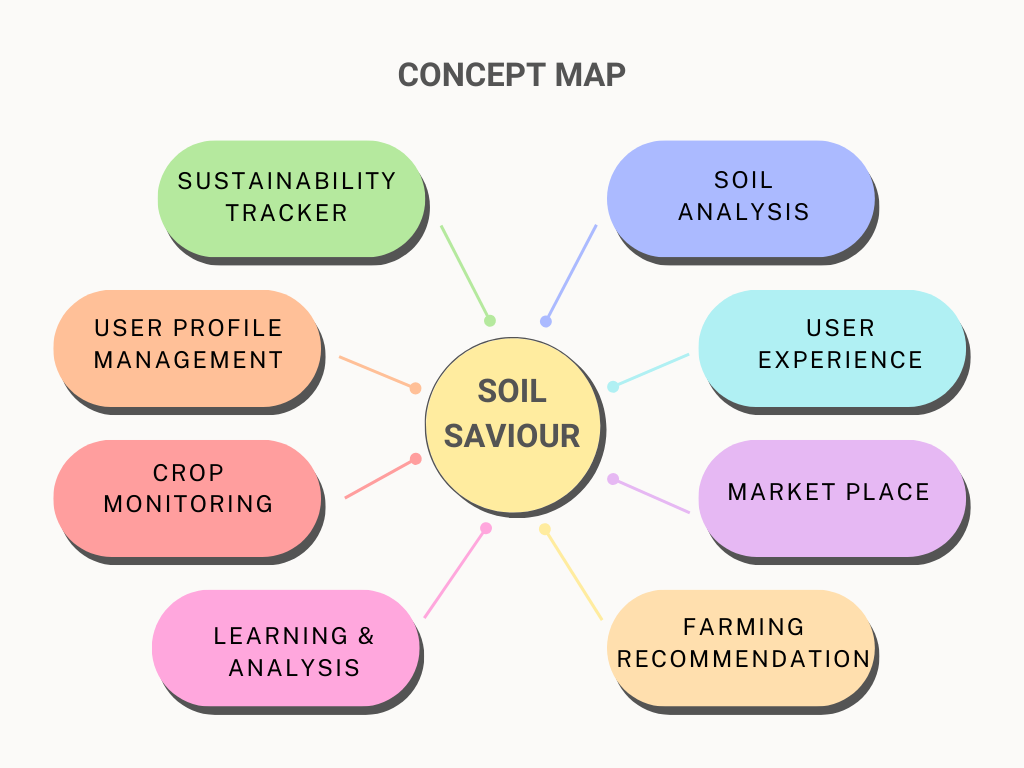 CONCEPT MAP
SUSTAINABILITY
TRACKER
SOIL
ANALYSIS
USER PROFILE
MANAGEMENT
USER
EXPERIENCE
SOIL
SAVIOUR
CROP
MONITORING
MARKET PLACE
LEARNING &
ANALYSIS
FARMING
RECOMMENDATION